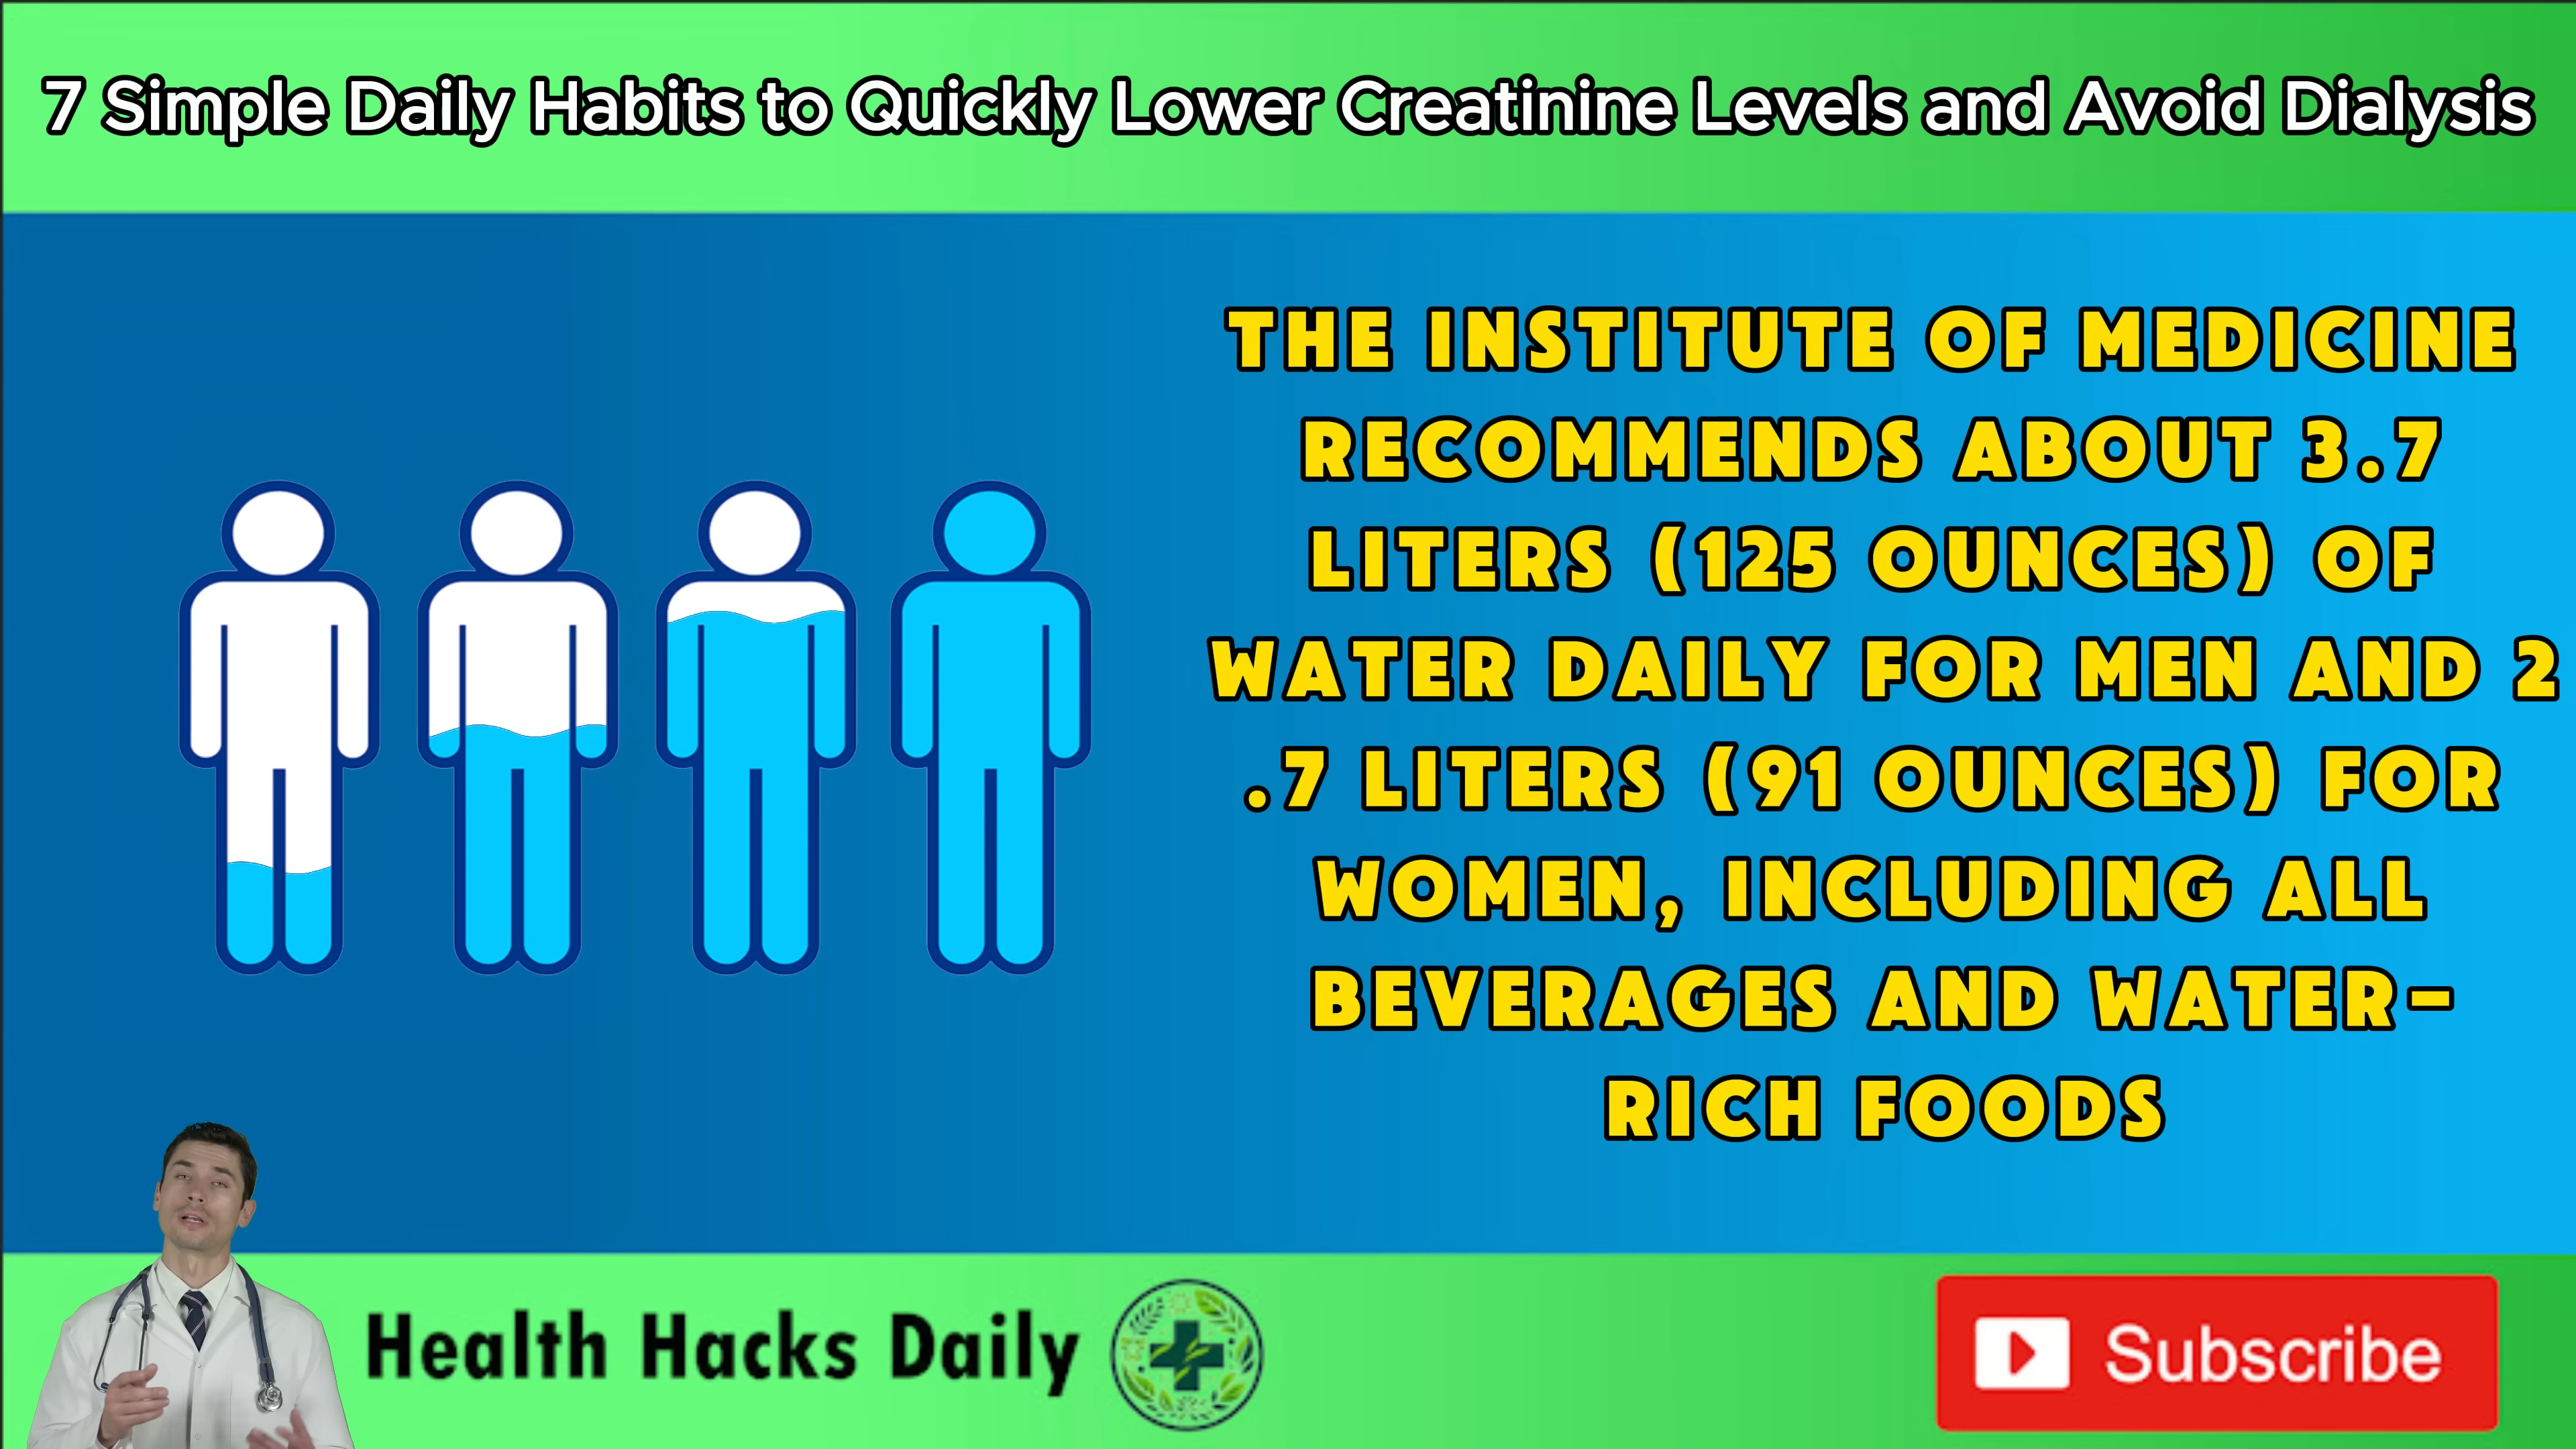 7 Simple Daily Habits to Quickly Lower Creatinine Levels and Avoid Dialysis
THE INSTITUTE OF MEDICINE
RECOMMENDS ABOUT 3.7
LITERS (125 OUNCES) OF
WATER DAILY FOR MEN AND 2
.7 LITERS (91 OUNCES) FOR
WOMEN, INCLUDING ALL
BEVERAGES AND WATER-
RICH FOODS
Health Hacks Daily
Subscribe